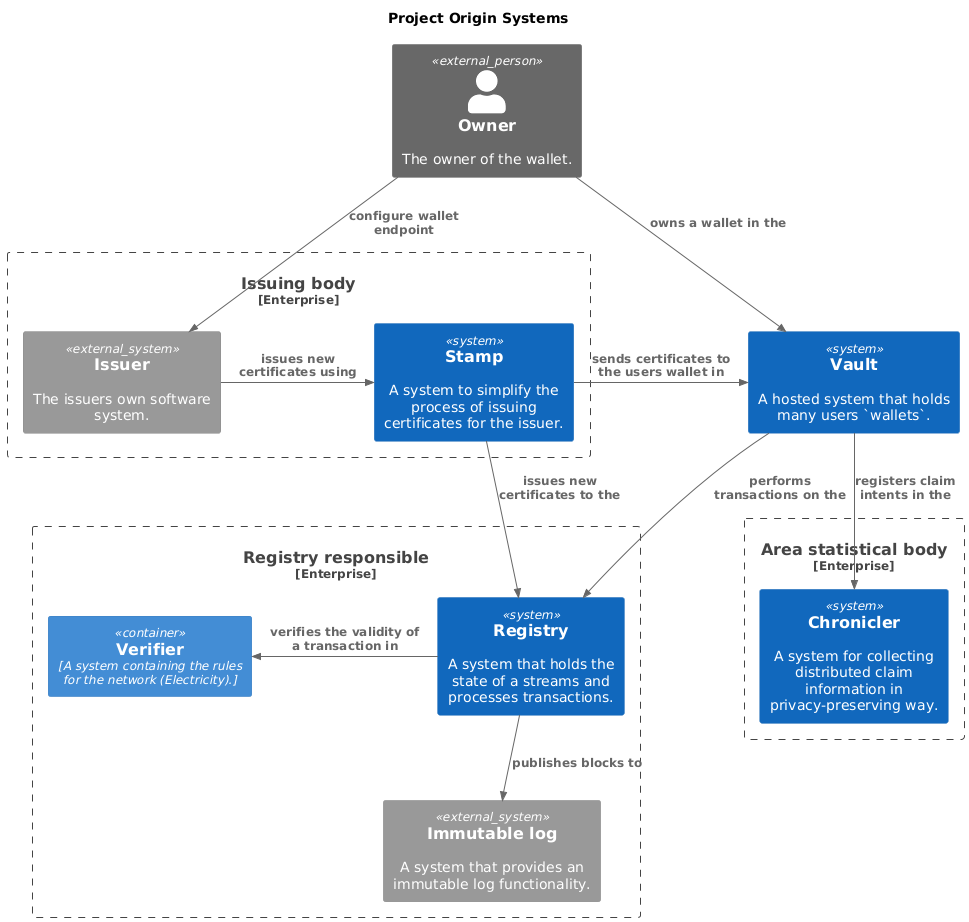 Project Origin Systems
«external_person»
Owner
The owner of the wallet.
configure wallet
endpoint
owns a wallet in the
Issuing body
[Enterprise]
«external_system»
Issuer
The issuers own software
system.
issues new
certificates using
«system»
Stamp
A system to simplify the
process of issuing
certificates for the issuer.
sends certificates to
the users wallet in
«system»
Vault
A hosted system that holds
many users `wallets`.
issues new
certificates to the
performs
transactions on the
registers claim
intents in the
Registry responsible
[Enterprise]
«container»
Verifier
[A system containing the rules
for the network (Electricity).]
verifies the validity of
a transaction in
«system»
Registry
A system that holds the
state of a streams and
processes transactions.
Area statistical body
[Enterprise]
«system»
Chronicler
A system for collecting
distributed claim
information in
privacy-preserving way.
publishes blocks to
«external_system»
Immutable log
A system that provides an
immutable log functionality.